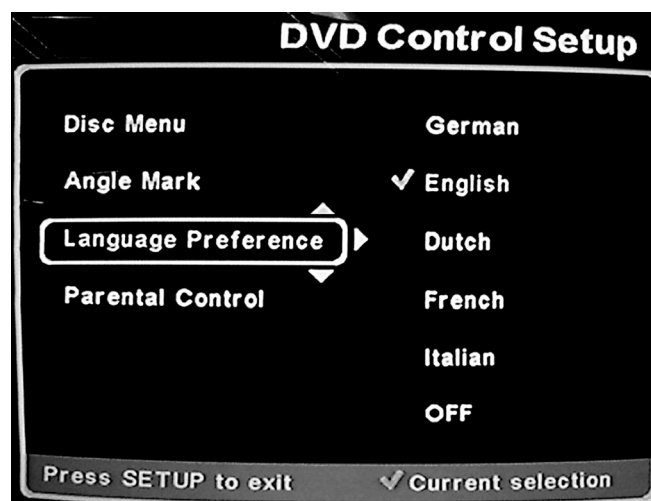 DVD Control Setup
Disc Menu
Angle Mark
Language Preference
Parental Control
German
✓ English
Dutch
French
Italian
OFF
Press SETUP to exit
✓ Current selection